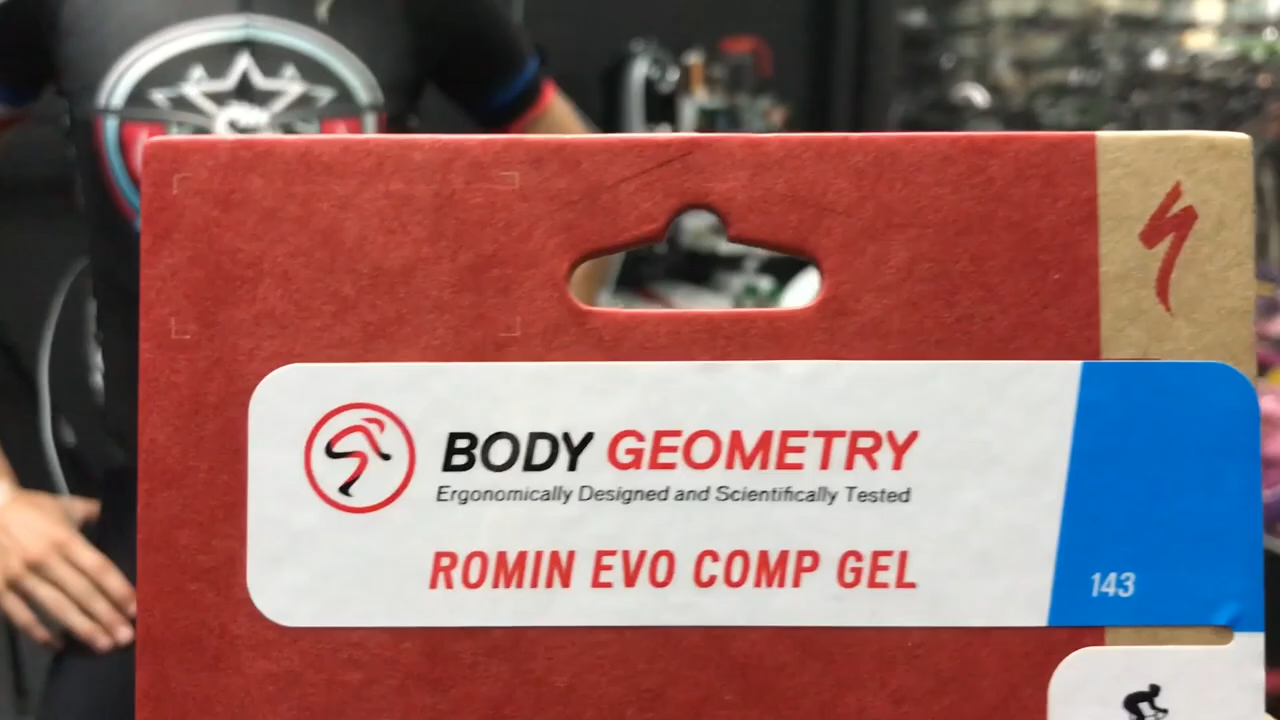 BODY GEOMETRY
Ergonomically Designed and Scientifically Tested
ROMIN EVO COMP GEL
143